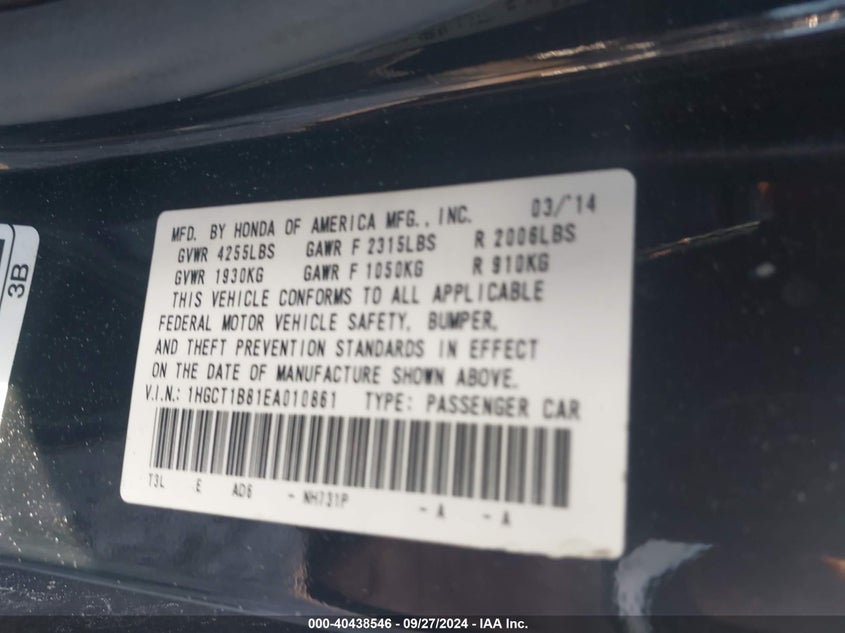 MFD. BY HONDA OF AMERICA MFG., INC. 03/'14
GVWR 4255LBS GAWR F 2315LBS R 2006LBS
GVWR 1930KG GAWR F 1050KG R 910KG
THIS VEHICLE CONFORMS TO ALL APPLICABLE
FEDERAL MOTOR VEHICLE SAFETY, BUMPER,
AND THEFT PREVENTION STANDARDS IN EFFECT
ON THE DATE OF MANUFACTURE SHOWN ABOVE.
V.I.N.: 1HGCT1B81EA010861 TYPE: PASSENGER CAR
T3L E AD6 - NH731P - A - A
3B
000-40438546 - 09/27/2024 - IAA Inc.